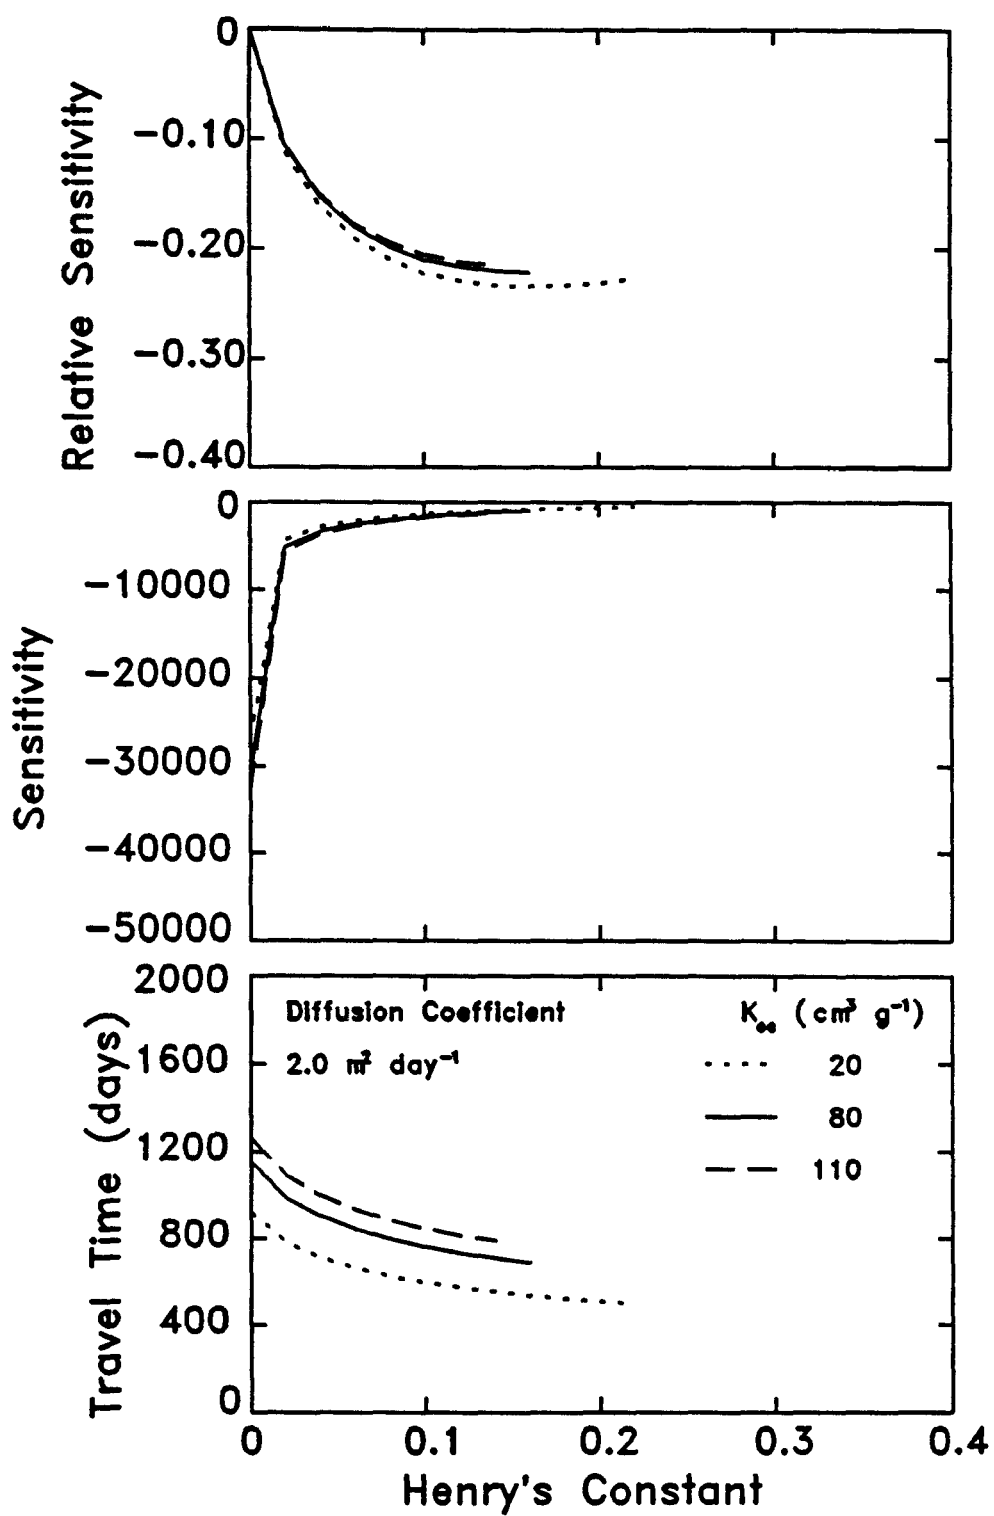 0
-0.10
-0.20
-0.30
-0.40
Relative Sensitivity
0
-10000
-20000
-30000
-40000
-50000
Sensitivity
2000
1600
1200
800
400
0
Travel Time (days)
Diffusion Coefficient
2.0 m² day⁻¹
K (cm³ g⁻¹)
20
80
110
0 0.1 0.2 0.3 0.4
Henry's Constant